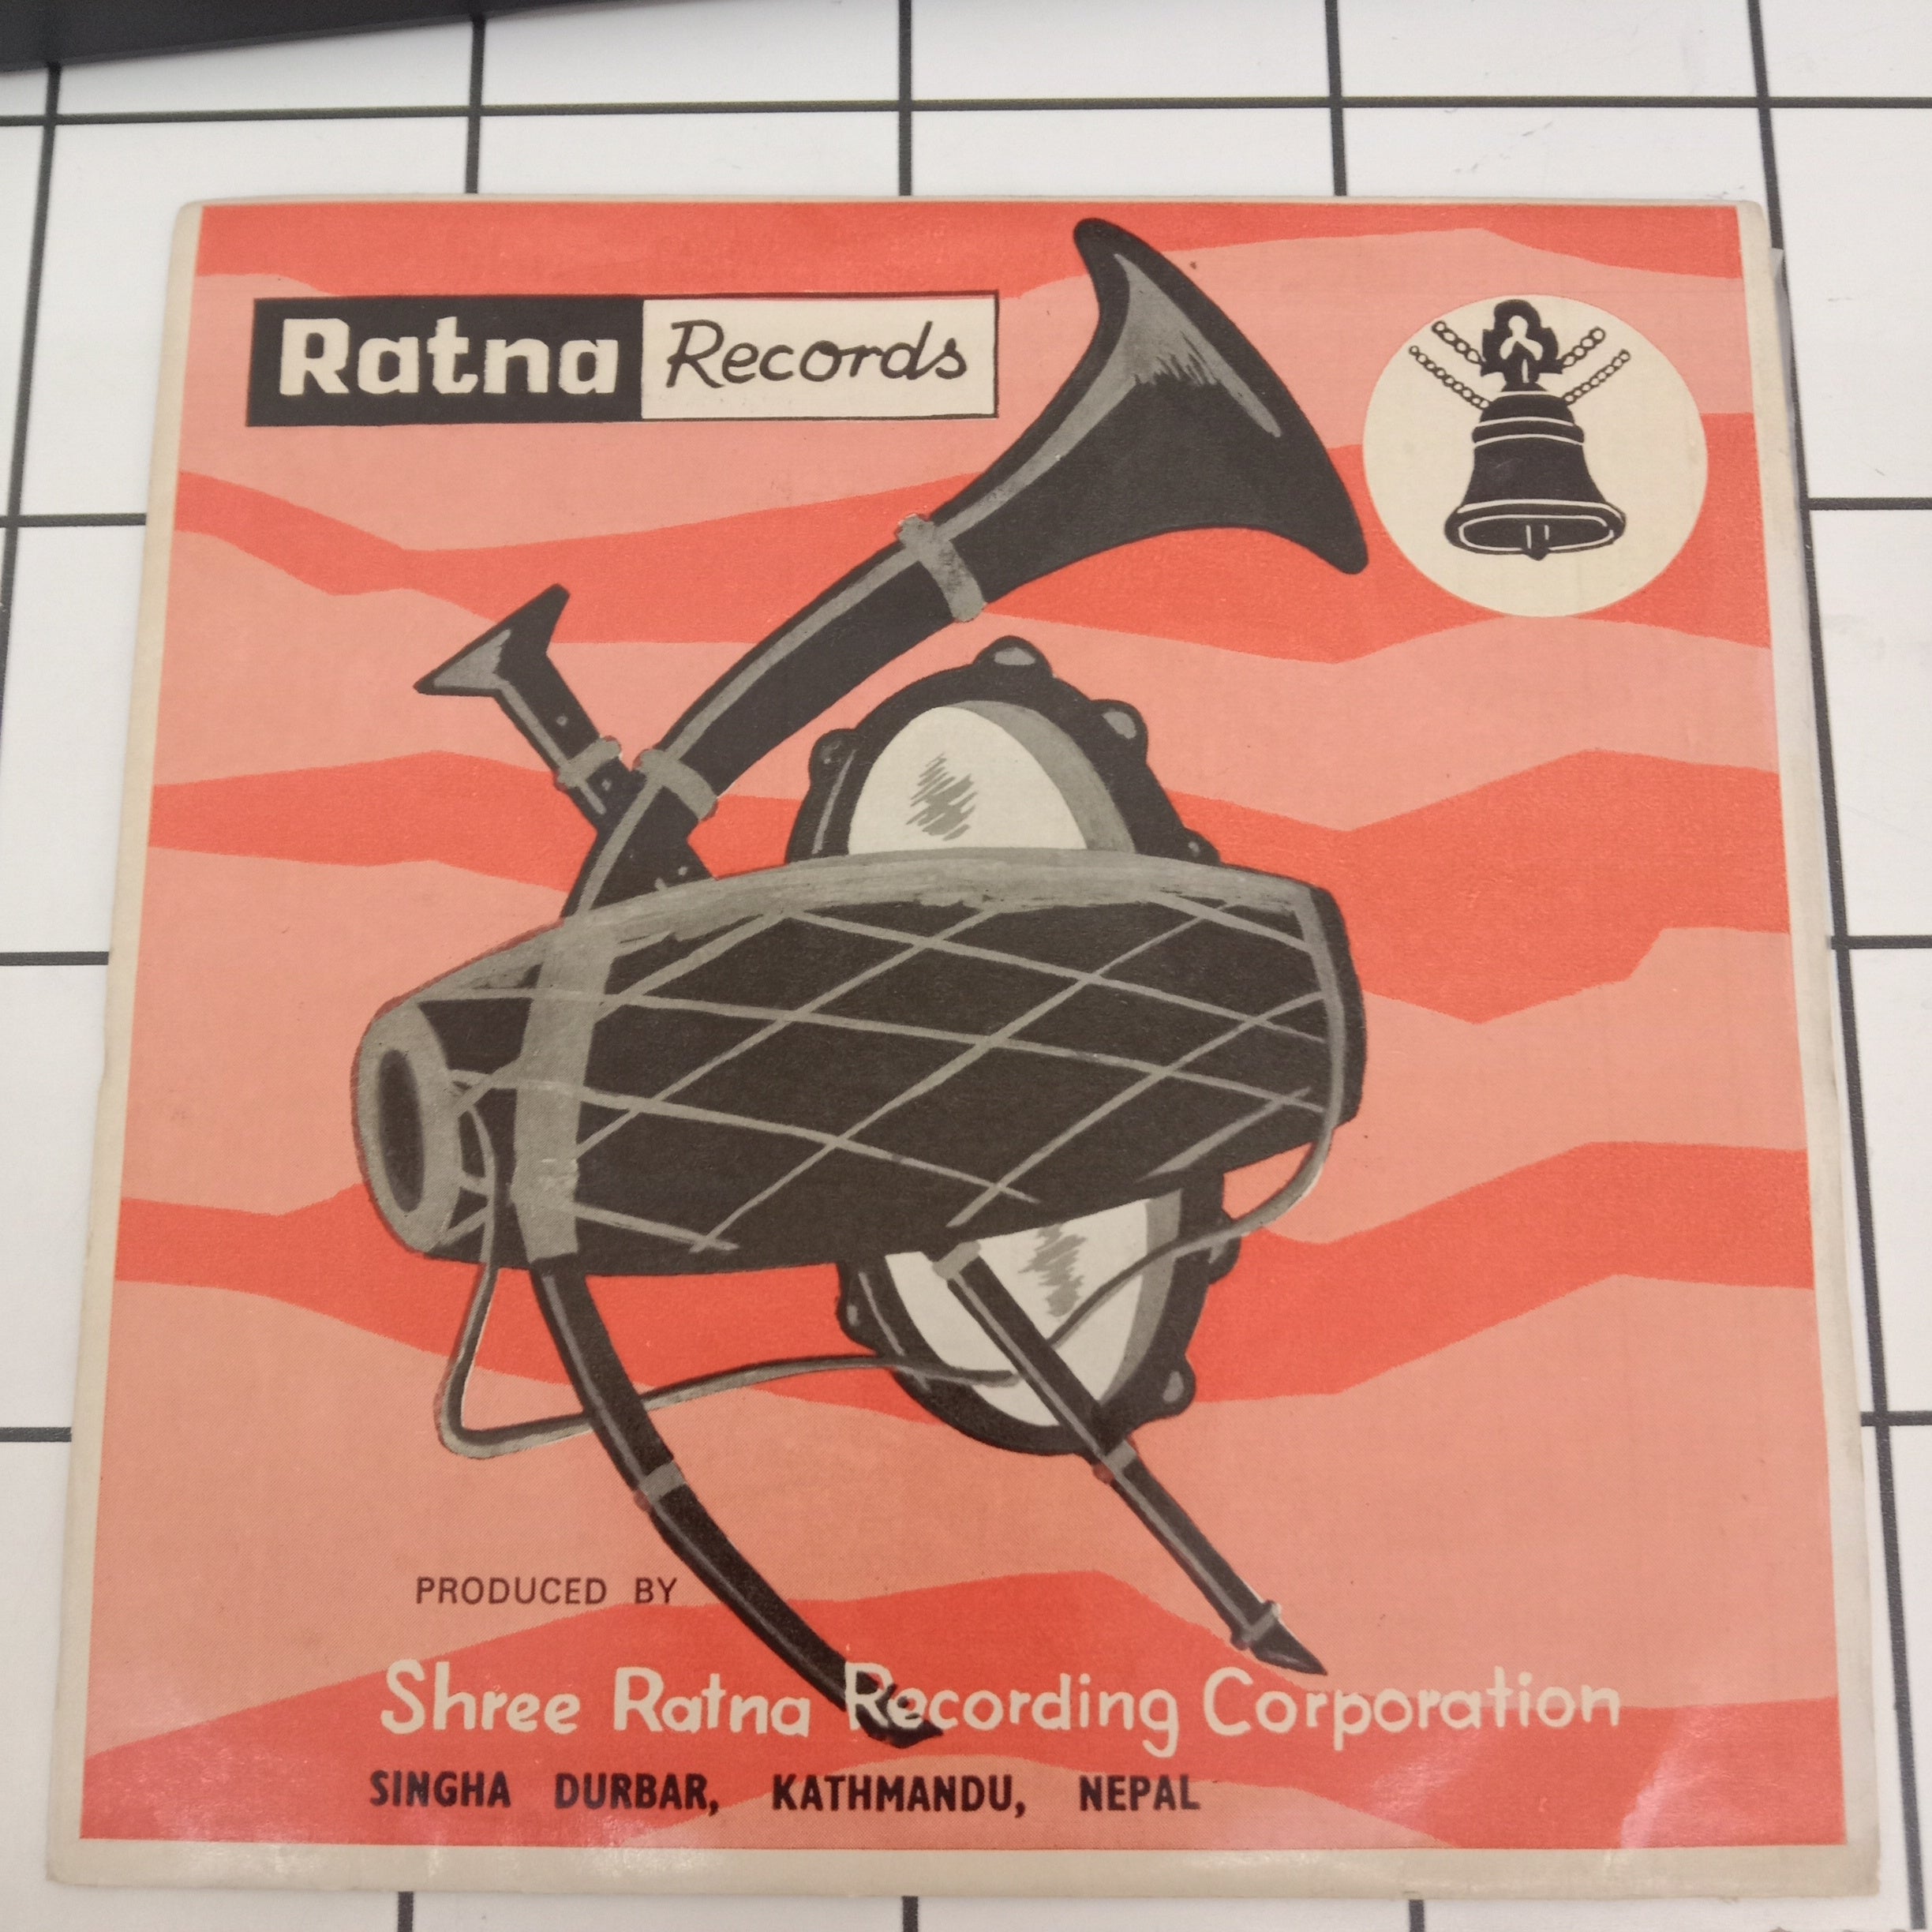 Ratna Records
PRODUCED BY
Shree Ratna Recording Corporation
SINGHA DURBAR, KATHMANDU, NEPAL